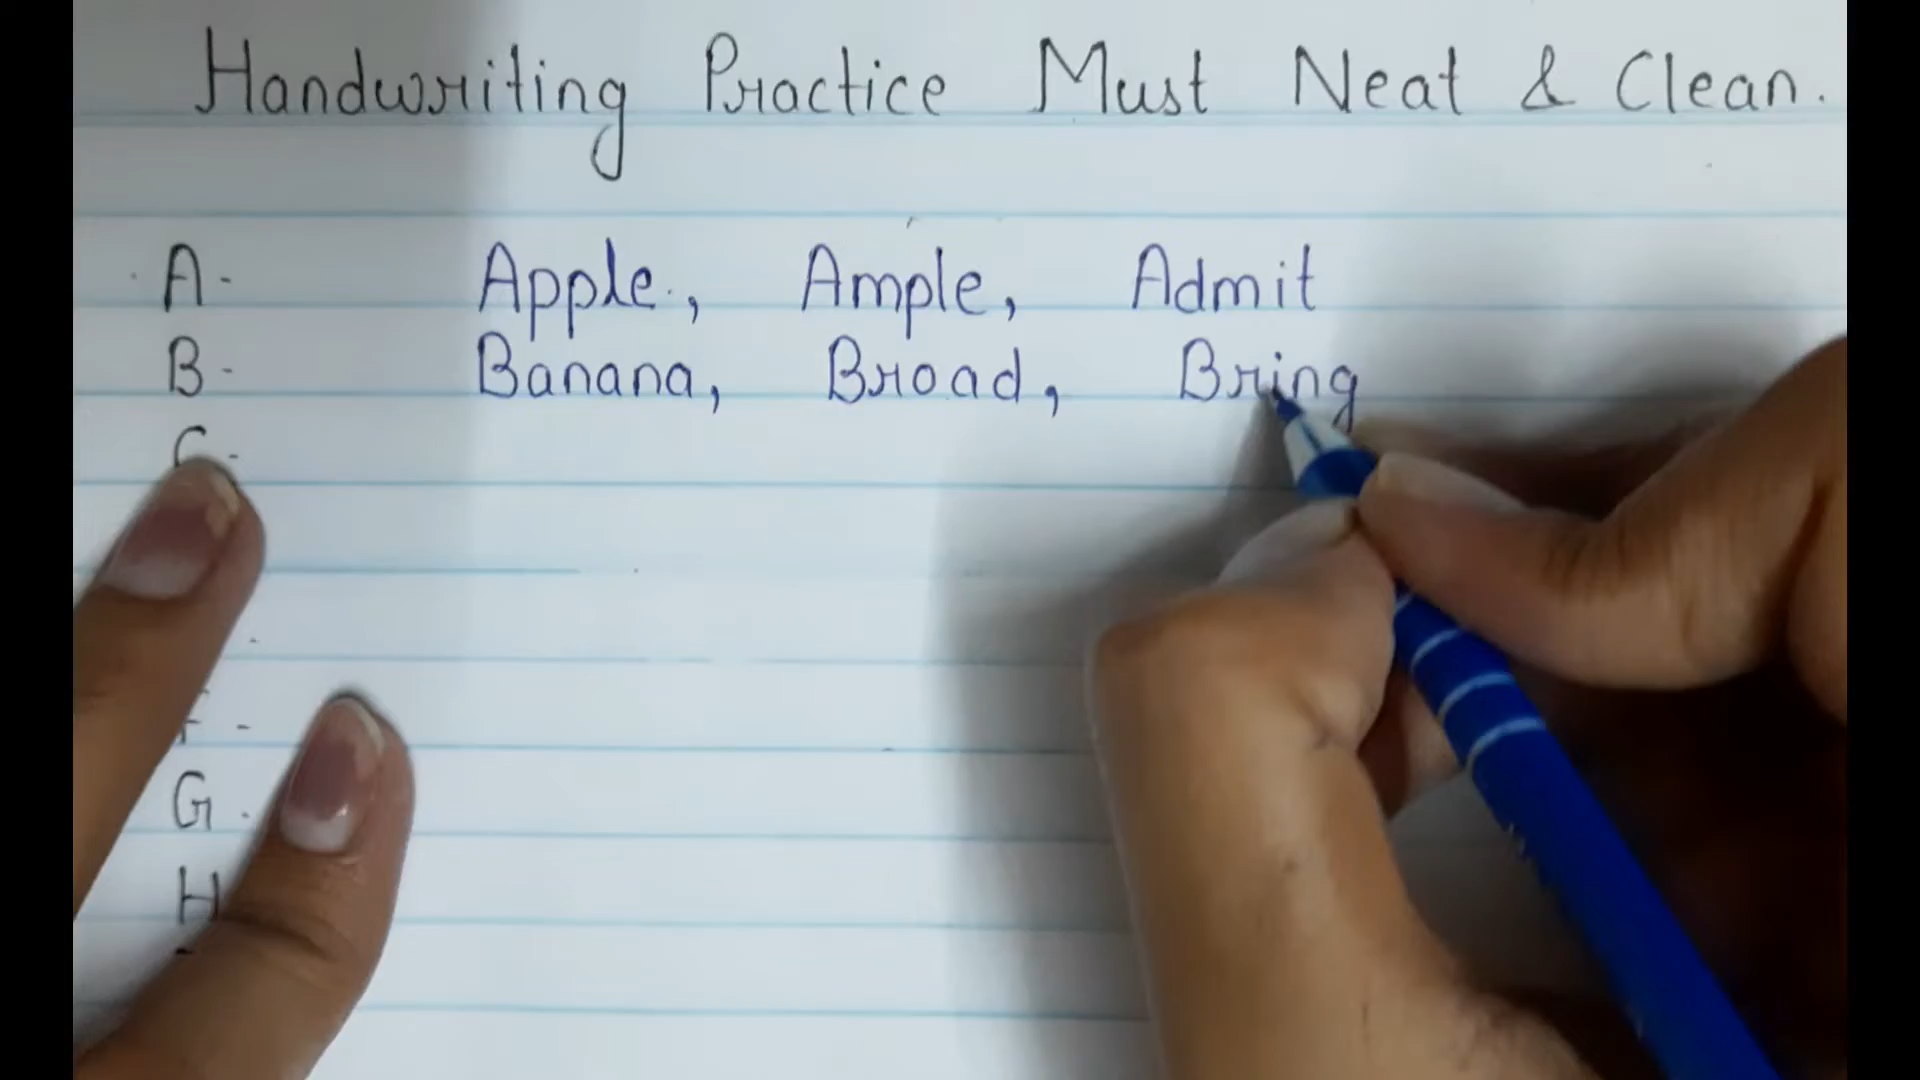 Handwriting Practice Must Neat & Clean.
A- Apple, Ample, Admit
B- Banana, Broad, Bring
C-
F -
G.
H